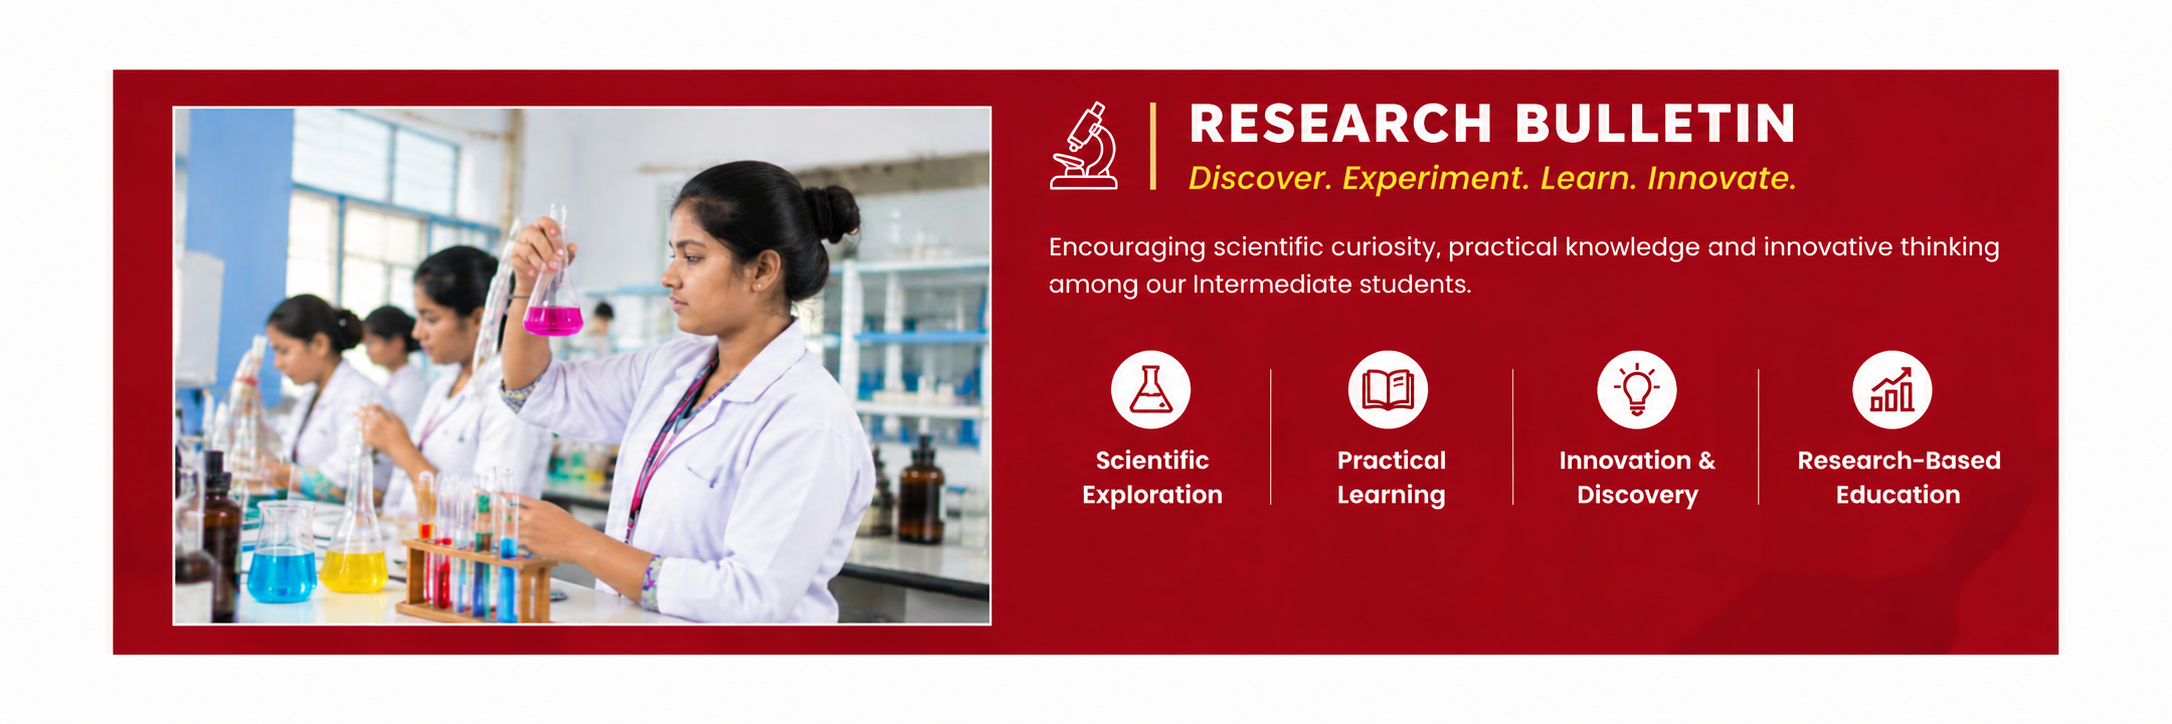 RESEARCH BULLETIN
Discover. Experiment. Learn. Innovate.
Encouraging scientific curiosity, practical knowledge and innovative thinking
among our Intermediate students.
Scientific
Exploration
Practical
Learning
Innovation &
Discovery
Research-Based
Education